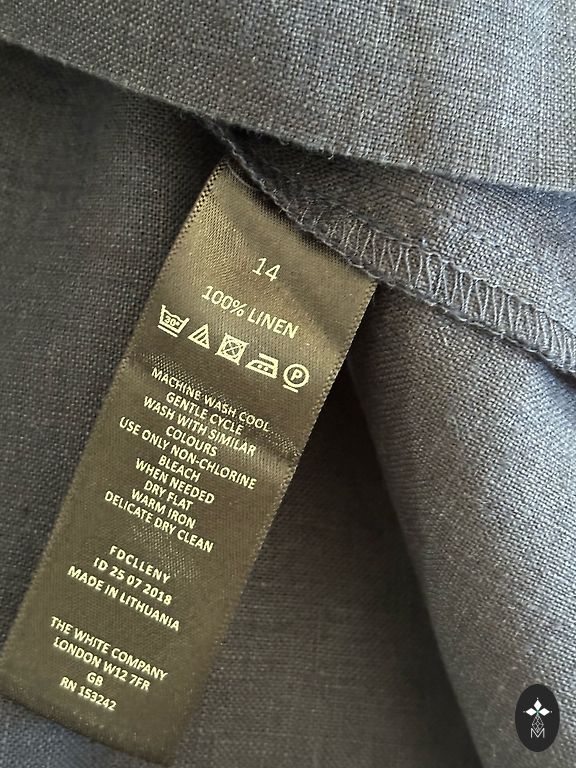 14
100% LINEN
30°
P
MACHINE WASH COOL
GENTLE CYCLE
WASH WITH SIMILAR
COLOURS
USE ONLY NON-CHLORINE
BLEACH
WHEN NEEDED
DRY FLAT
WARM IRON
DELICATE DRY CLEAN
FDCLLENY
ID 25 07 2018
MADE IN LITHUANIA
THE WHITE COMPANY
LONDON W12 7FR
GB
RN 153242
M